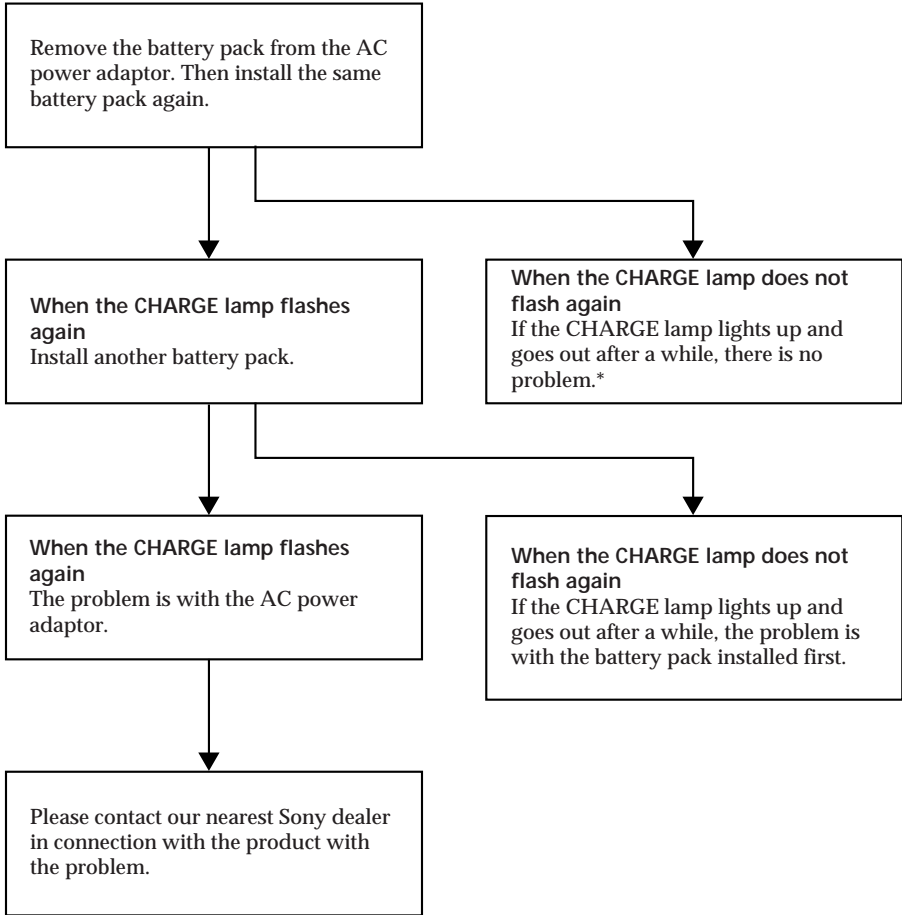 Remove the battery pack from the AC
power adaptor. Then install the same
battery pack again.
When the CHARGE lamp flashes
again
Install another battery pack.
When the CHARGE lamp does not
flash again
If the CHARGE lamp lights up and
goes out after a while, there is no
problem.*
When the CHARGE lamp flashes
again
The problem is with the AC power
adaptor.
When the CHARGE lamp does not
flash again
If the CHARGE lamp lights up and
goes out after a while, the problem is
with the battery pack installed first.
Please contact our nearest Sony dealer
in connection with the product with
the problem.